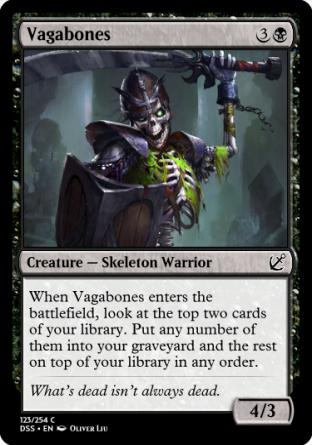 Vagabones 3
Creature — Skeleton Warrior
When Vagabones enters the
battlefield, look at the top two cards
of your library. Put any number of
them into your graveyard and the rest
on top of your library in any order.
What's dead isn't always dead.
4/3
123/254 C
DSS • EN Oliver Liu